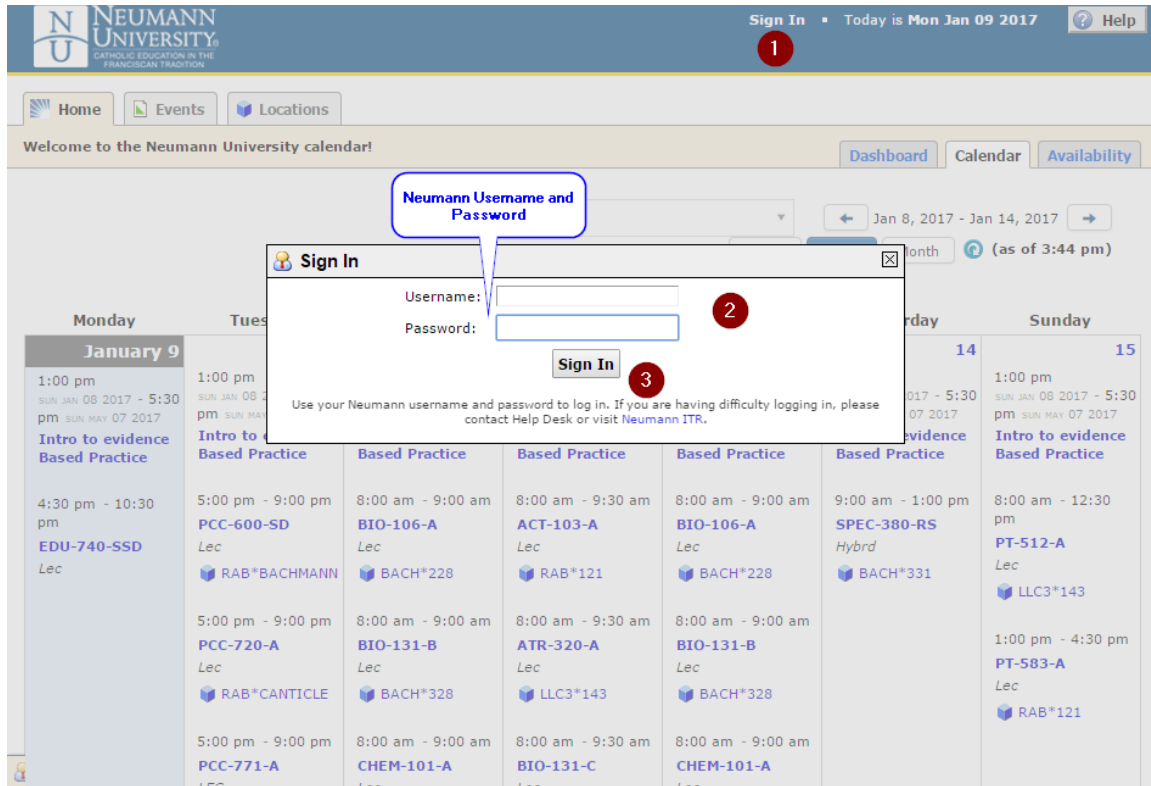 NEUMANN
UNIVERSITY®
CATHOLIC EDUCATION IN THE
FRANCISCAN TRADITION
Sign In ▪ Today is Mon Jan 09 2017
Help
1
Home
Events
Locations
Welcome to the Neumann University calendar!
Dashboard
Calendar
Availability
Neumann Username and
Password
Jan 8, 2017 - Jan 14, 2017
Month
(as of 3:44 pm)
Sign In
Username:
Password:
2
Sign In
3
Use your Neumann username and password to log in. If you are having difficulty logging in, please
contact Help Desk or visit Neumann ITR.
Monday
Tues
rday
Sunday
January 9
14
15
1:00 pm
SUN JAN 08 2017 - 5:30
pm SUN MAY 07 2017
Intro to evidence
Based Practice
4:30 pm - 10:30
pm
EDU-740-SSD
Lec
1:00 pm
SUN JAN 08 2
pm SUN MAY
Intro to e
Based Practice
5:00 pm - 9:00 pm
PCC-600-SD
Lec
RAB*BACHMANN
5:00 pm - 9:00 pm
PCC-720-A
Lec
RAB*CANTICLE
5:00 pm - 9:00 pm
PCC-771-A
Based Practice
8:00 am - 9:00 am
BIO-106-A
Lec
BACH*228
8:00 am - 9:00 am
BIO-131-B
Lec
BACH*328
8:00 am - 9:00 am
CHEM-101-A
Based Practice
8:00 am - 9:30 am
ACT-103-A
Lec
RAB*121
8:00 am - 9:00 am
ATR-320-A
Lec
LLC3*143
8:00 am - 9:30 am
BIO-131-C
Based Practice
8:00 am - 9:00 am
BIO-106-A
Lec
BACH*228
8:00 am - 9:00 am
BIO-131-B
Lec
BACH*328
8:00 am - 9:00 am
CHEM-101-A
017 - 5:30
07 2017
evidence
Based Practice
9:00 am - 1:00 pm
SPEC-380-RS
Hybrd
BACH*331
1:00 pm
SUN JAN 08 2017 - 5:30
pm SUN MAY 07 2017
Intro to evidence
Based Practice
8:00 am - 12:30
pm
PT-512-A
Lec
LLC3*143
1:00 pm - 4:30 pm
PT-583-A
Lec
RAB*121